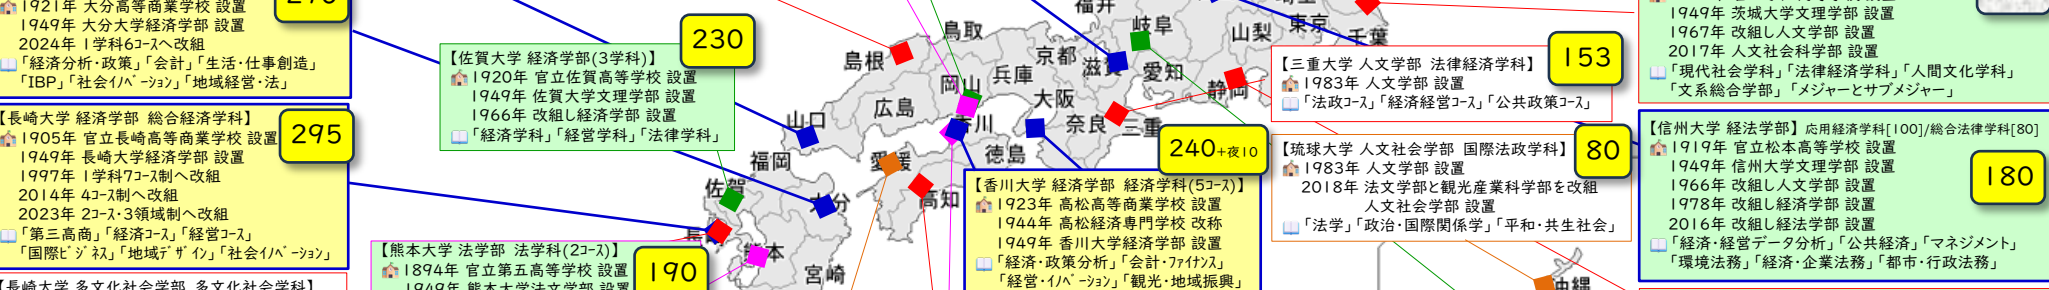 1921年 大分高等商業学校 設置
1949年 大分大学経済学部 設置
2024年 1学科6コースへ改組
「経済分析・政策」「会計」「生活・仕事創造」
「IBP」「社会イノベーション」「地域経営・法」
【長崎大学 経済学部 総合経済学科】
295
1905年 官立長崎高等商業学校 設置
1949年 長崎大学経済学部 設置
1997年 1学科7コース制へ改組
2014年 4コース制へ改組
2023年 2コース・3領域制へ改組
「第三高商」「経済コース」「経営コース」
「国際ビジネス」「地域デザイン」「社会イノベーション」
【長崎大学 多文化社会学部 多文化社会学科】
【佐賀大学 経済学部(3学科)】
230
1920年 官立佐賀高等学校 設置
1949年 佐賀大学文理学部 設置
1966年 改組し経済学部 設置
「経済学科」「経営学科」「法律学科」
【熊本大学 法学部 法学科(2コース)】
190
1894年 官立第五高等学校 設置
1949年 熊本大学法文学部 設置
福井
鳥取
島根
岡山
広島
山口
兵庫
京都
滋賀
大阪
奈良
三重
岐阜
愛知
静岡
山梨
埼玉
東京
千葉
香川
徳島
愛媛
高知
福岡
佐賀
長崎
大分
熊本
宮崎
沖縄
240+夜10
【香川大学 経済学部 経済学科(5コース)】
1923年 高松高等商業学校 設置
1944年 高松経済専門学校 改称
1949年 香川大学経済学部 設置
「経済・政策分析」「会計・ファイナンス」
「経営・イノベーション」「観光・地域振興」
【三重大学 人文学部 法律経済学科】
153
1983年 人文学部 設置
「法政コース」「経済経営コース」「公共政策コース」
【琉球大学 人文社会学部 国際法政学科】
80
1983年 人文学部 設置
2018年 法文学部と観光産業科学部を改組
人文社会学部 設置
「法学」「政治・国際関係学」「平和・共生社会」
1949年 茨城大学文理学部 設置
1967年 改組し人文学部 設置
2017年 人文社会科学部 設置
「現代社会学科」「法律経済学科」「人間文化学科」
「文系総合学部」「メジャーとサブメジャー」
【信州大学 経法学部】応用経済学科[100]/総合法律学科[80]
180
1919年 官立松本高等学校 設置
1949年 信州大学文理学部 設置
1966年 改組し人文学部 設置
1978年 改組し経済学部 設置
2016年 改組し経法学部 設置
「経済・経営データ分析」「公共経済」「マネジメント」
「環境法務」「経済・企業法務」「都市・行政法務」